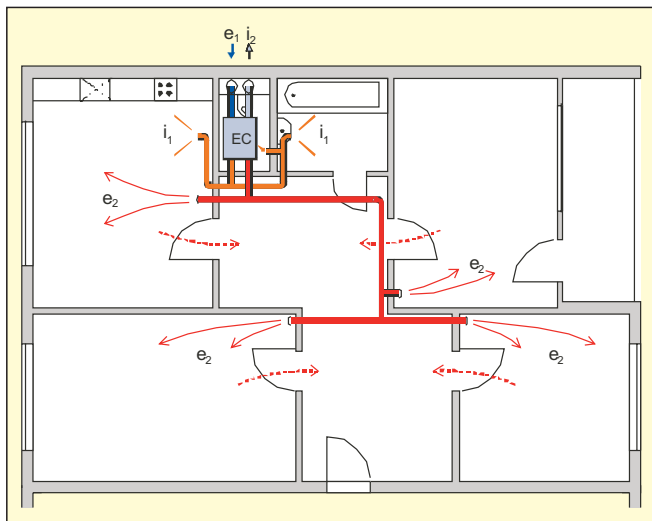 e₁ i₂
EC
i₁ i₁
e₂
e₂
e₂ e₂